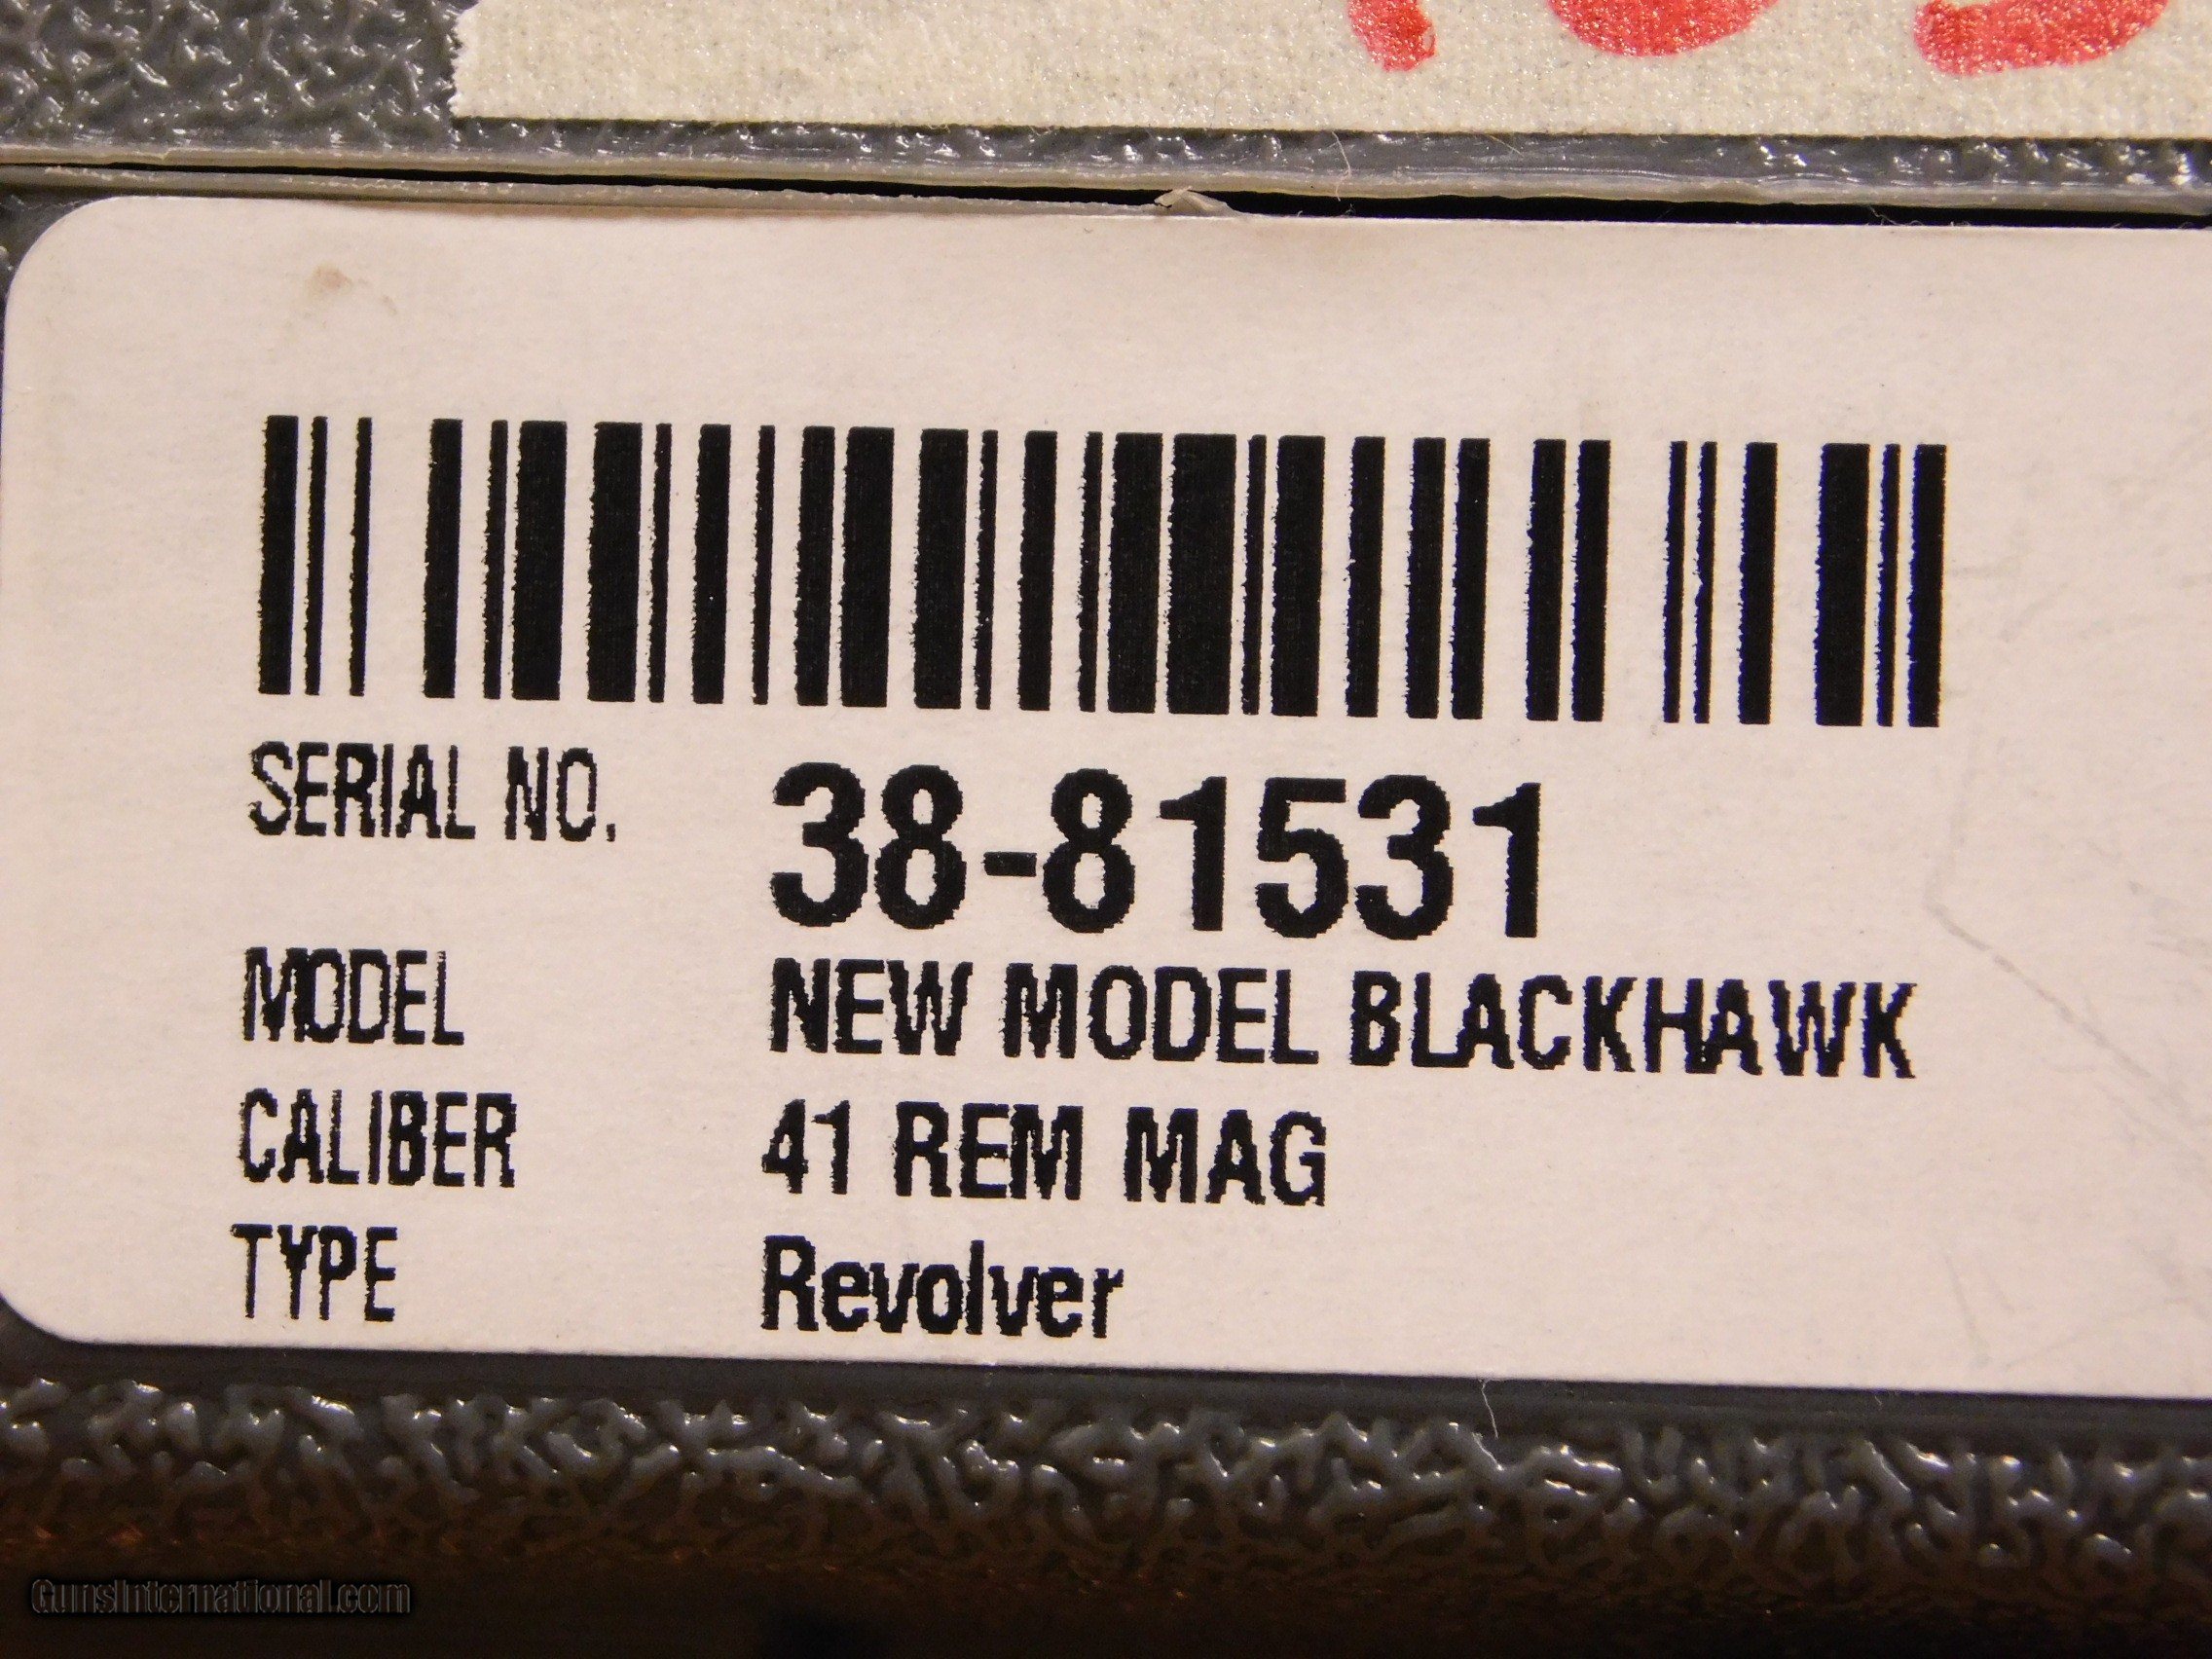 SERIAL NO. 38-81531
MODEL NEW MODEL BLACKHAWK
CALIBER 41 REM MAG
TYPE Revolver
GunsInternational.com